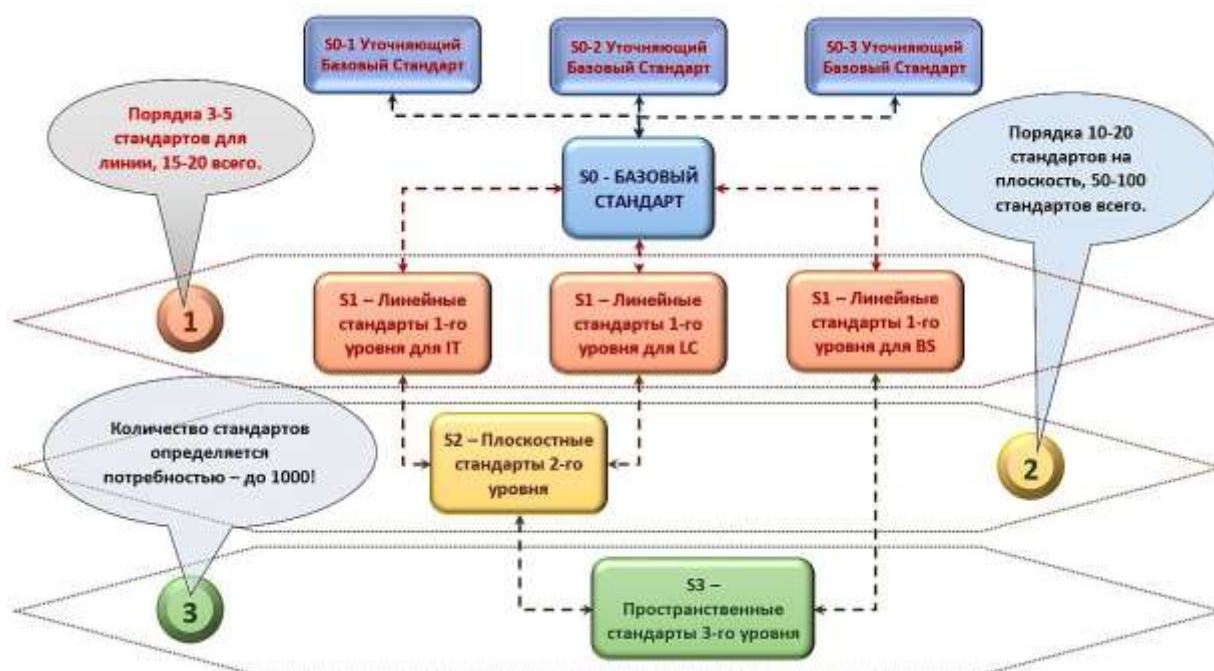 S0-1 Уточняющий
Базовый Стандарт
S0-2 Уточняющий
Базовый Стандарт
S0-3 Уточняющий
Базовый Стандарт
Порядка 3-5
стандартов для
линии, 15-20 всего.
S0 - БАЗОВЫЙ
СТАНДАРТ
Порядка 10-20
стандартов на
плоскость, 50-100
стандартов всего.
1
S1 – Линейные
стандарты 1-го
уровня для IT
S1 – Линейные
стандарты 1-го
уровня для LC
S1 – Линейные
стандарты 1-го
уровня для BS
Количество стандартов
определяется
потребностью – до 1000!
S2 – Плоскостные
стандарты 2-го
уровня
2
3
S3 –
Пространственные
стандарты 3-го уровня